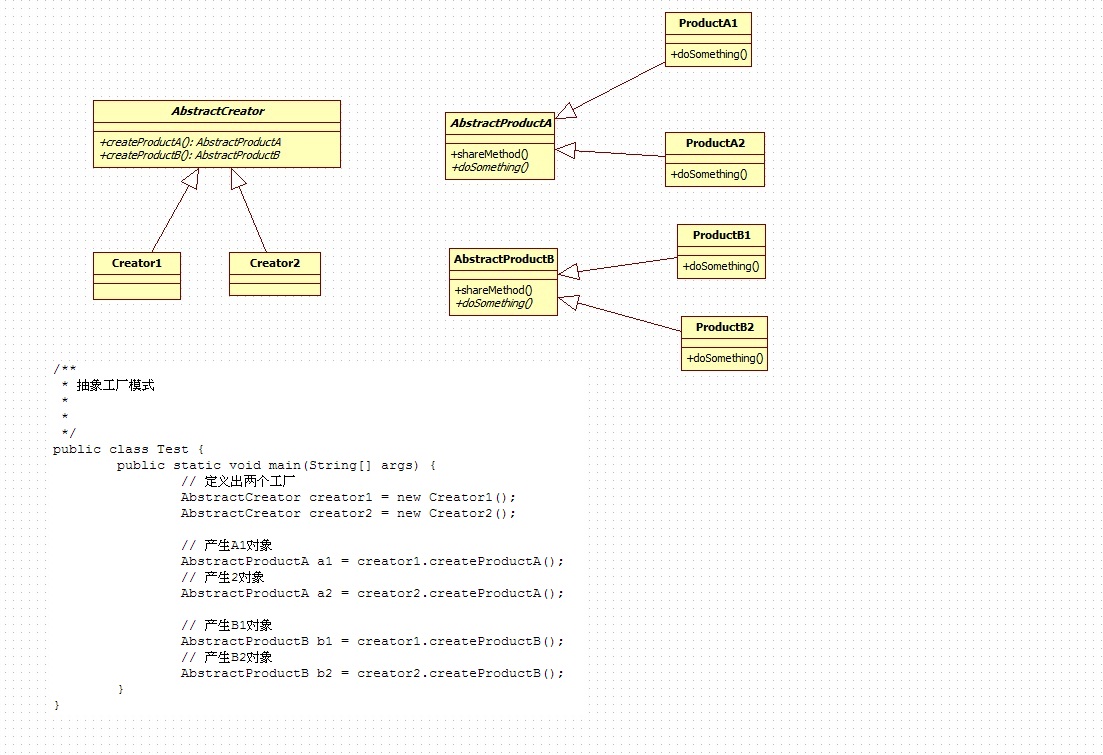 ProductA1
+doSomething()
AbstractCreator
+createProductA(): AbstractProductA
+createProductB(): AbstractProductB
AbstractProductA
+shareMethod()
+doSomething()
ProductA2
+doSomething()
Creator1
Creator2
AbstractProductB
+shareMethod()
+doSomething()
ProductB1
+doSomething()
ProductB2
+doSomething()
/**
 * 抽象工厂模式
 *
 *
 */
public class Test {
        public static void main(String[] args) {
                // 定义出两个工厂
                AbstractCreator creator1 = new Creator1();
                AbstractCreator creator2 = new Creator2();

                // 产生A1对象
                AbstractProductA a1 = creator1.createProductA();
                // 产生2对象
                AbstractProductA a2 = creator2.createProductA();

                // 产生B1对象
                AbstractProductB b1 = creator1.createProductB();
                // 产生B2对象
                AbstractProductB b2 = creator2.createProductB();
        }
}